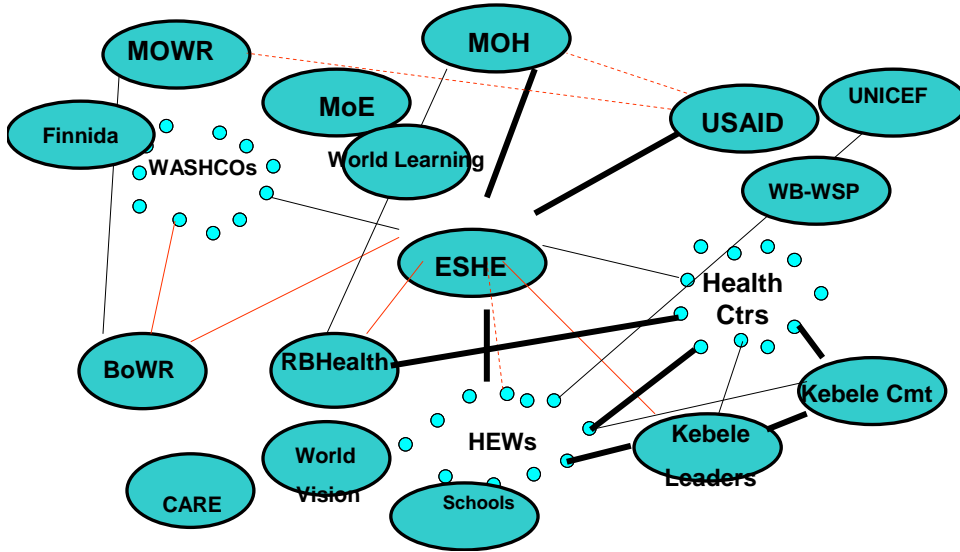 MOWR
MOH
UNICEF
MoE
USAID
Finnida
WASHCOs
World Learning
WB-WSP
ESHE
Health
Ctrs
BoWR
RBHealth
Kebele Cmt
HEWs
Kebele
Leaders
World
Vision
CARE
Schools